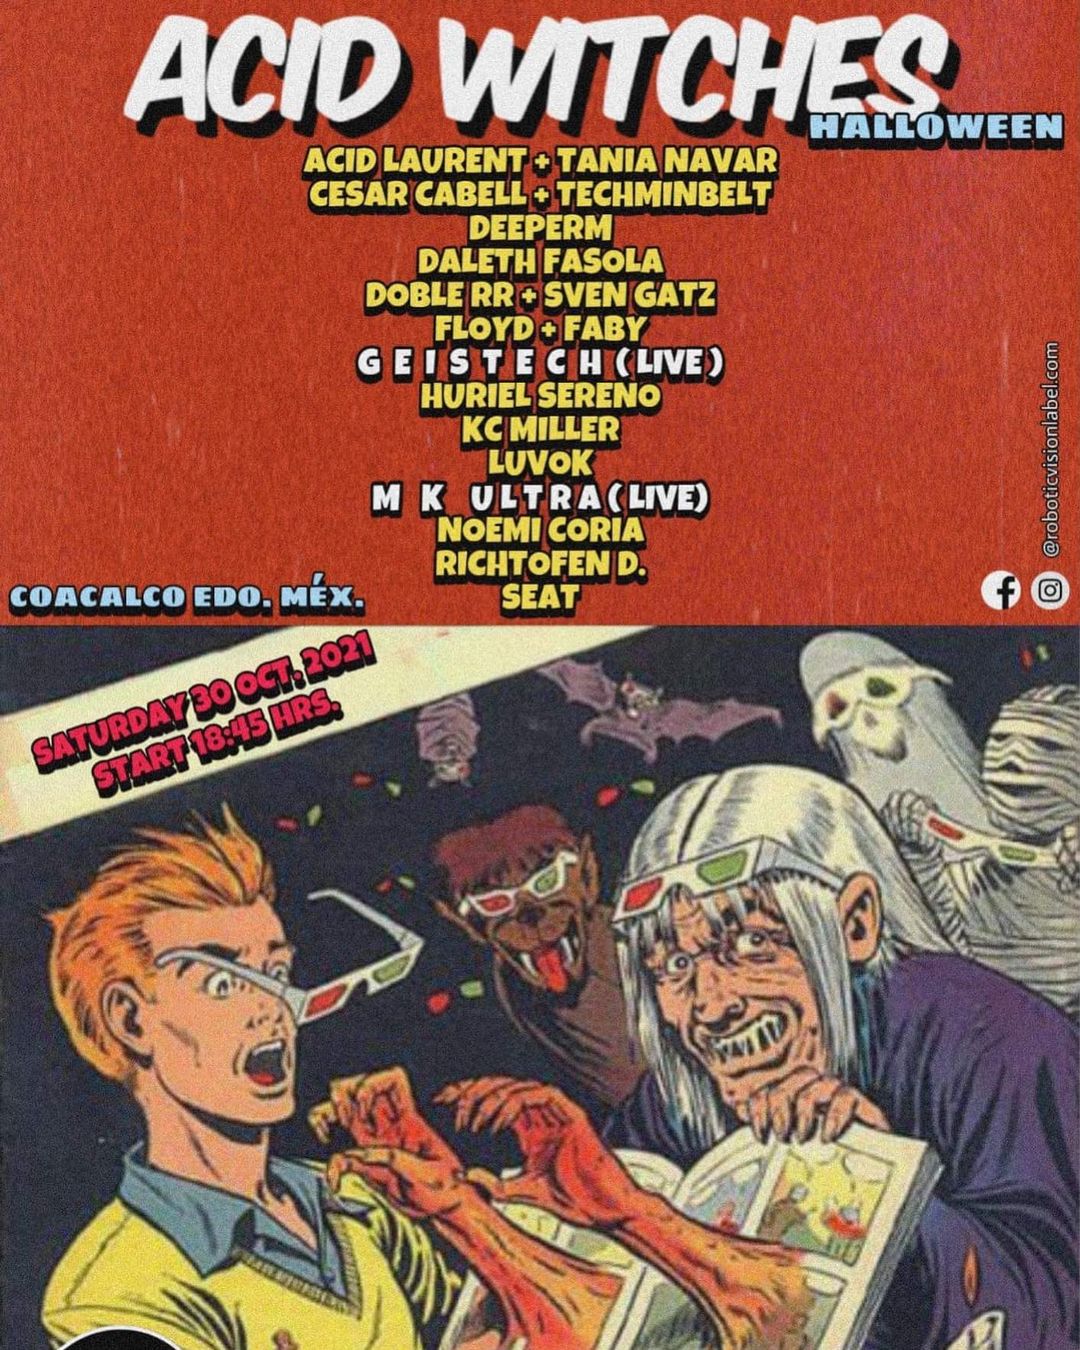 ACID WITCHES
HALLOWEEN
ACID LAURENT + TANIA NAVAR
CESAR CABELL + TECHMINBELT
DEEPERM
DALETH FASOLA
DOBLE RR + SVEN GATZ
FLOYD + FABY
G E I S T E C H (LIVE)
HURIEL SERENO
KC MILLER
LUVOK
M K ULTRA (LIVE)
NOEMI CORIA
RICHTOFEN D.
SEAT
@roboticvisionlabel.com
COACALCO EDO. MÉX.
SATURDAY 30 OCT. 2021
START 18:45 HRS.